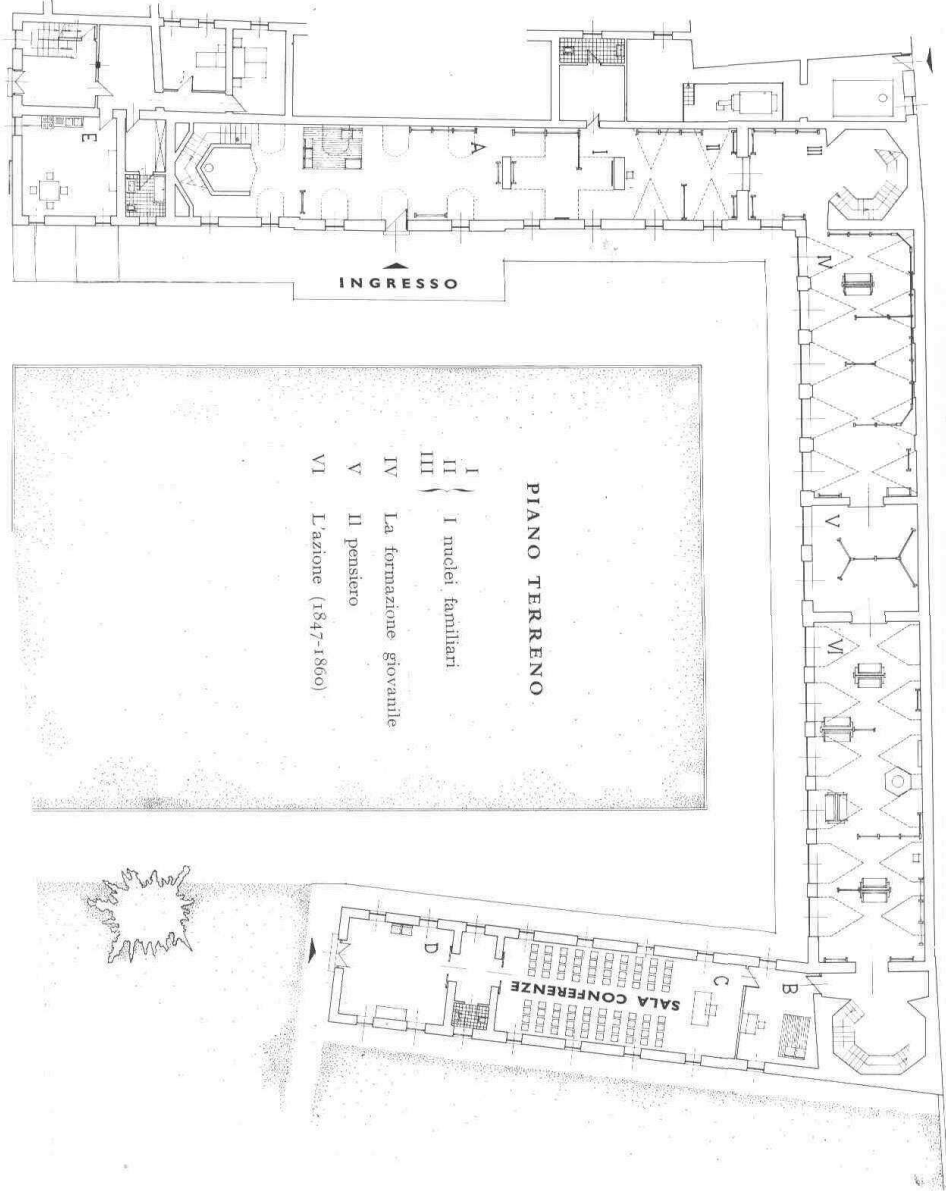 PIANO TERRENO
I
II
III
I nuclei familiari
IV La formazione giovanile
V Il pensiero
VI L'azione (1847-1860)
INGRESSO
SALA CONFERENZE
A
B
C
D
E
I
II
III
IV
V
VI